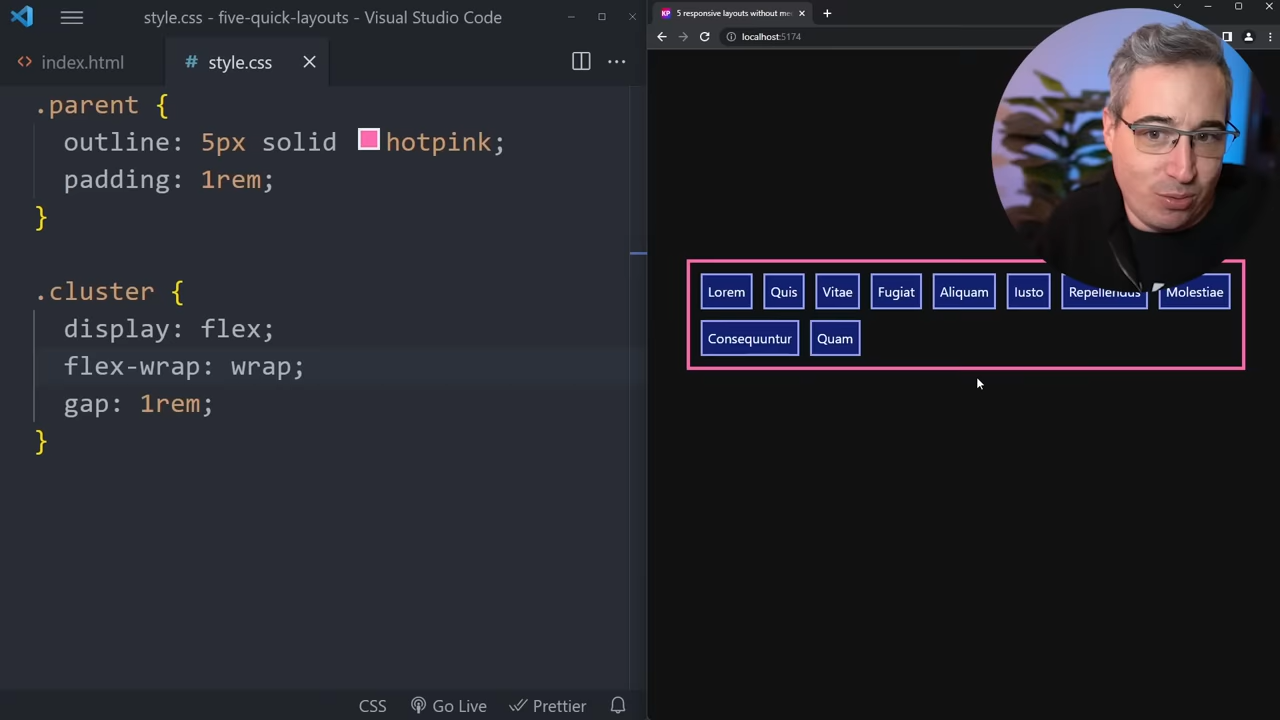 style.css - five-quick-layouts - Visual Studio Code
index.html
# style.css
.parent {
outline: 5px solid hotpink;
padding: 1rem;
}
.cluster {
display: flex;
flex-wrap: wrap;
gap: 1rem;
}
CSS Go Live Prettier
KP 5 responsive layouts without me
localhost:5174
Lorem Quis Vitae Fugiat Aliquam Iusto Repellendus Molestiae
Consequuntur Quam